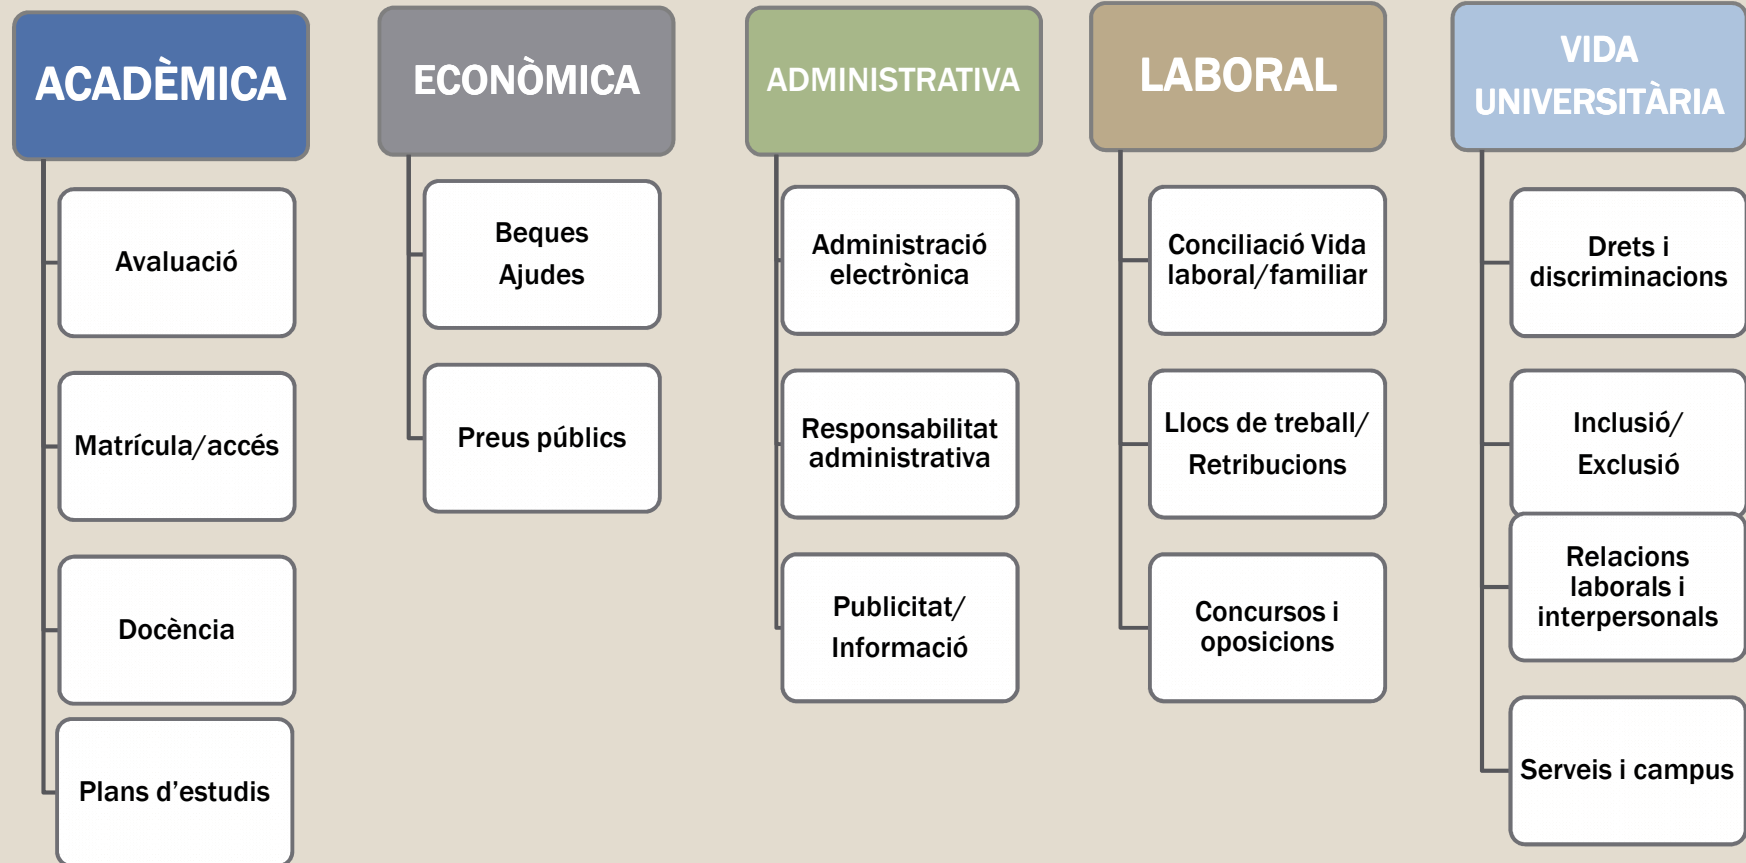 ACADÈMICA
Avaluació
Matrícula/accés
Docència
Plans d’estudis
ECONÒMICA
Beques
Ajudes
Preus públics
ADMINISTRATIVA
Administració
electrònica
Responsabilitat
administrativa
Publicitat/
Informació
LABORAL
Conciliació Vida
laboral/familiar
Llocs de treball/
Retribucions
Concursos i
oposicions
VIDA
UNIVERSITÀRIA
Drets i
discriminacions
Inclusió/
Exclusió
Relacions
laborals i
interpersonals
Serveis i campus